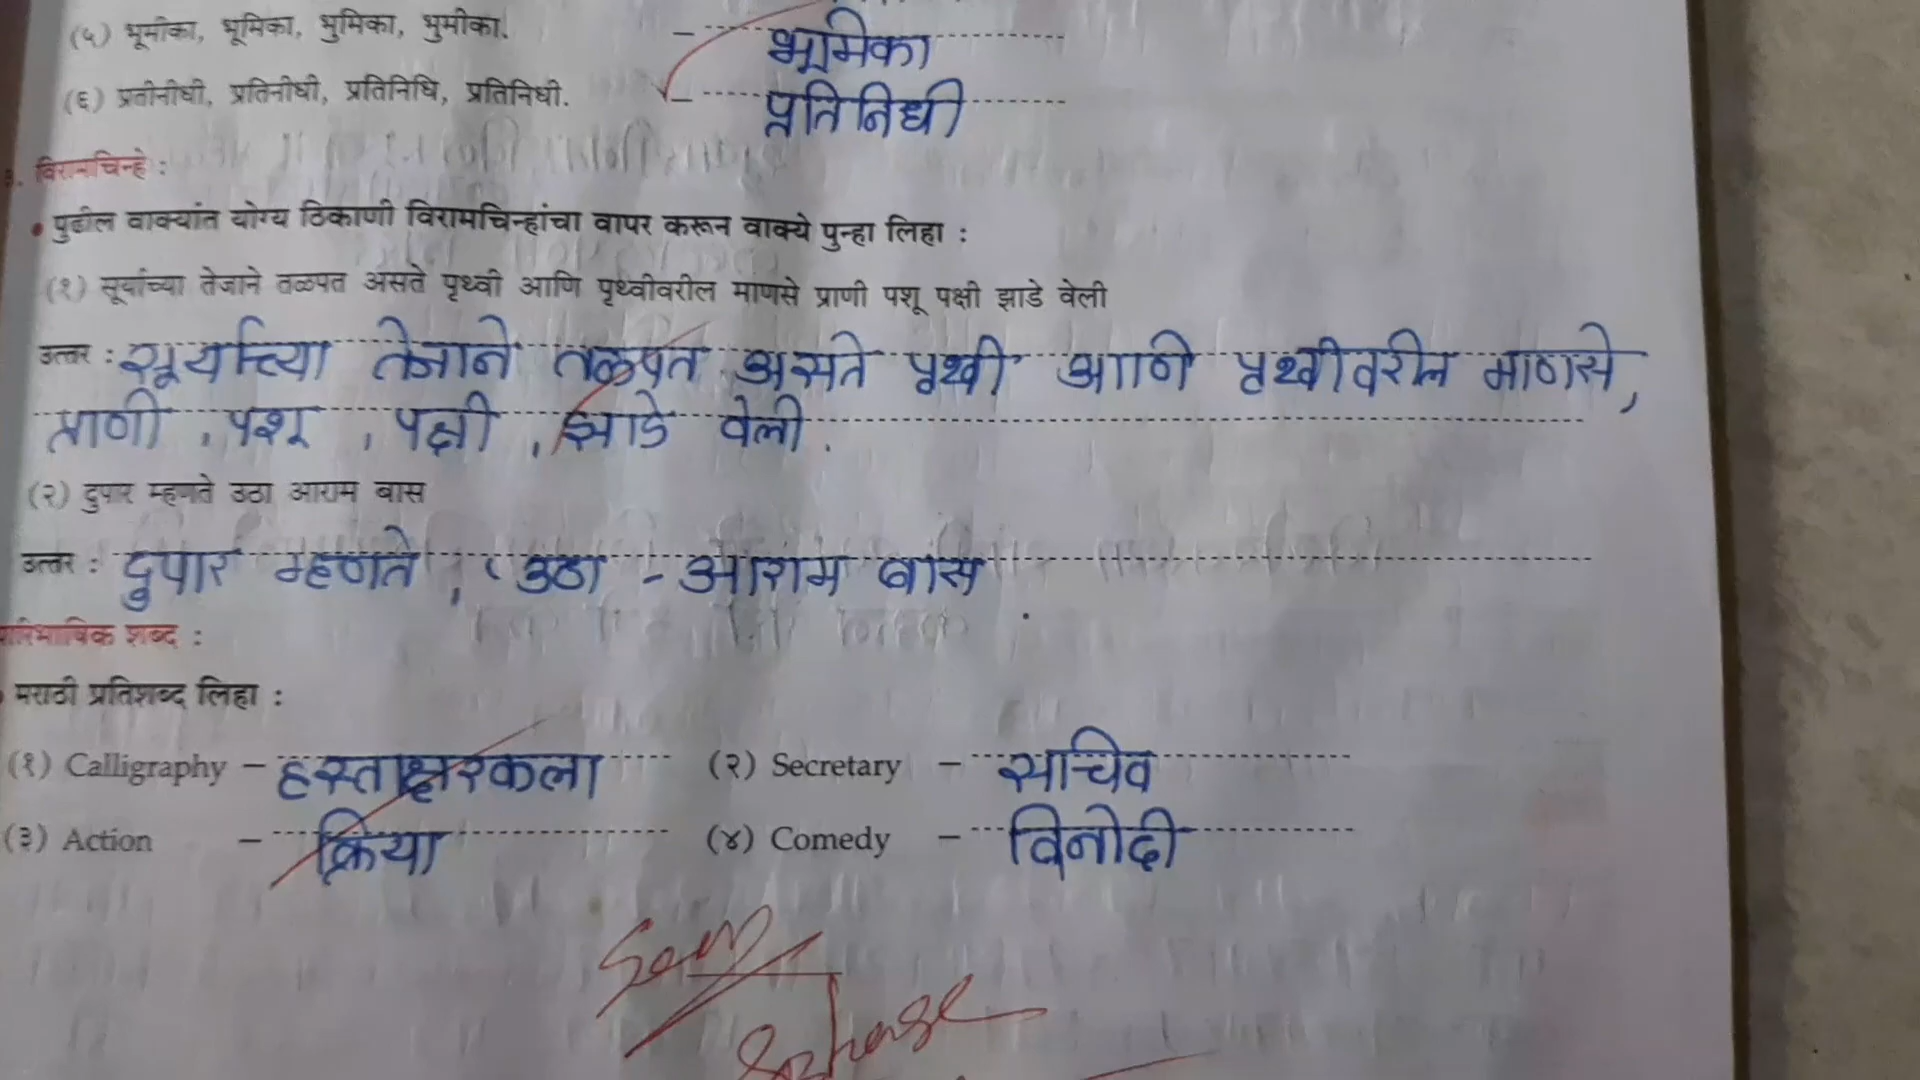 (५) भूमीका, भूमिका, भुमिका, भुमीका. – भूमिका
(६) प्रतीनीधी, प्रतिनीधी, प्रतिनिधि, प्रतिनिधी. – प्रतिनिधी
३. विरामचिन्हे :
• पुढील वाक्यांत योग्य ठिकाणी विरामचिन्हांचा वापर करून वाक्ये पुन्हा लिहा :
(१) सूर्याच्या तेजाने तळपत असते पृथ्वी आणि पृथ्वीवरील माणसे प्राणी पशू पक्षी झाडे वेली
उत्तर : सूर्याच्या तेजाने तळपत असते पृथ्वी आणि पृथ्वीवरील माणसे,
प्राणी , पशू , पक्षी , झाडे वेली .
(२) दुपार म्हणते उठा आराम बास
उत्तर : दुपार म्हणते , ‘ उठा - आराम बास .
पारिभाषिक शब्द :
• मराठी प्रतिशब्द लिहा :
(१) Calligraphy – हस्ताक्षरकला (२) Secretary – सचिव
(३) Action – क्रिया (४) Comedy – विनोदी
Seen